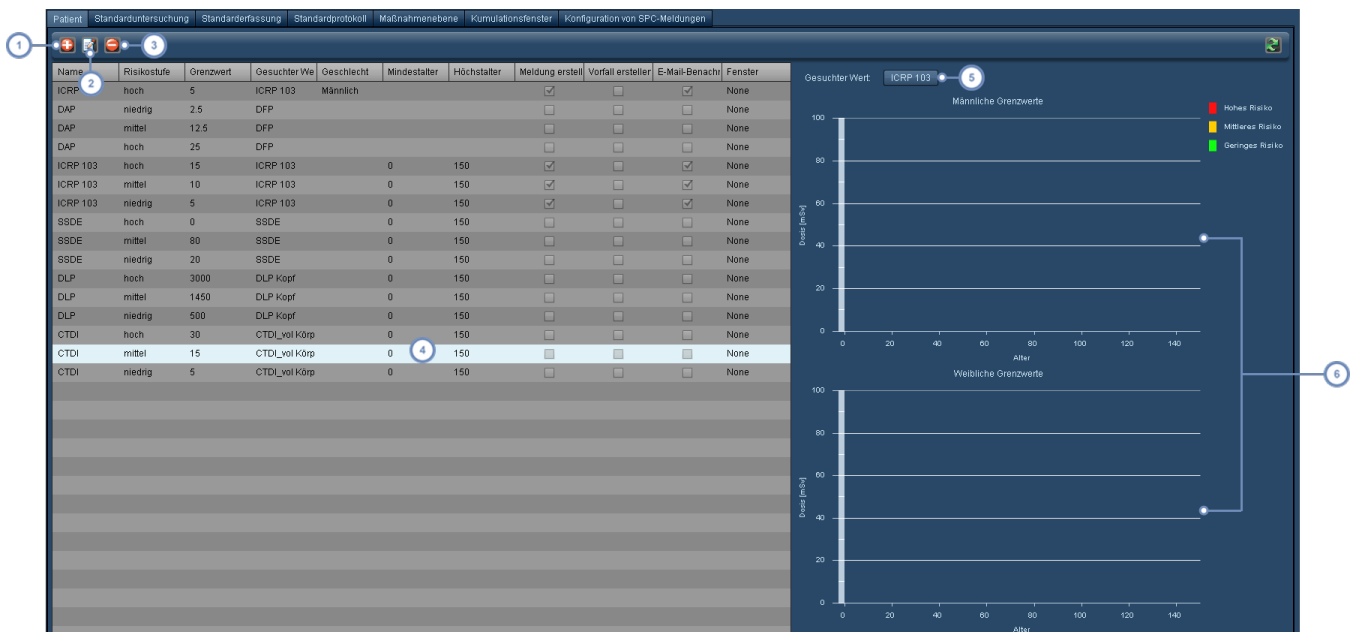 Patient Standarduntersuchung Standarderfassung Standardprotokoll Maßnahmenebene Kumulationsfenster Konfiguration von SPC-Meldungen
1 2 3
Name Risikostufe Grenzwert Gesuchter We Geschlecht Mindestalter Höchstalter Meldung erstell Vorfall ersteller E-Mail-Benachr Fenster
ICRP hoch 5 ICRP 103 Männlich None
DAP niedrig 2.5 DFP None
DAP mittel 12.5 DFP None
DAP hoch 25 DFP None
ICRP 103 hoch 15 ICRP 103 0 150 None
ICRP 103 mittel 10 ICRP 103 0 150 None
ICRP 103 niedrig 5 ICRP 103 0 150 None
SSDE hoch 0 SSDE 0 150 None
SSDE mittel 80 SSDE 0 150 None
SSDE niedrig 20 SSDE 0 150 None
DLP hoch 3000 DLP Kopf 0 150 None
DLP mittel 1450 DLP Kopf 0 150 None
DLP niedrig 500 DLP Kopf 0 150 None
CTDI hoch 30 CTDI_vol Körp 0 150 None
CTDI mittel 15 CTDI_vol Körp 0 4 150 None
CTDI niedrig 5 CTDI_vol Körp 0 150 None
Gesuchter Wert: ICRP 103 5
Männliche Grenzwerte
Hohes Risiko
Mittleres Risiko
Geringes Risiko
Dosis [mSv]
100
80
60
40
20
0
0 20 40 60 80 100 120 140
Alter
6
Weibliche Grenzwerte
Dosis [mSv]
100
80
60
40
20
0
0 20 40 60 80 100 120 140
Alter